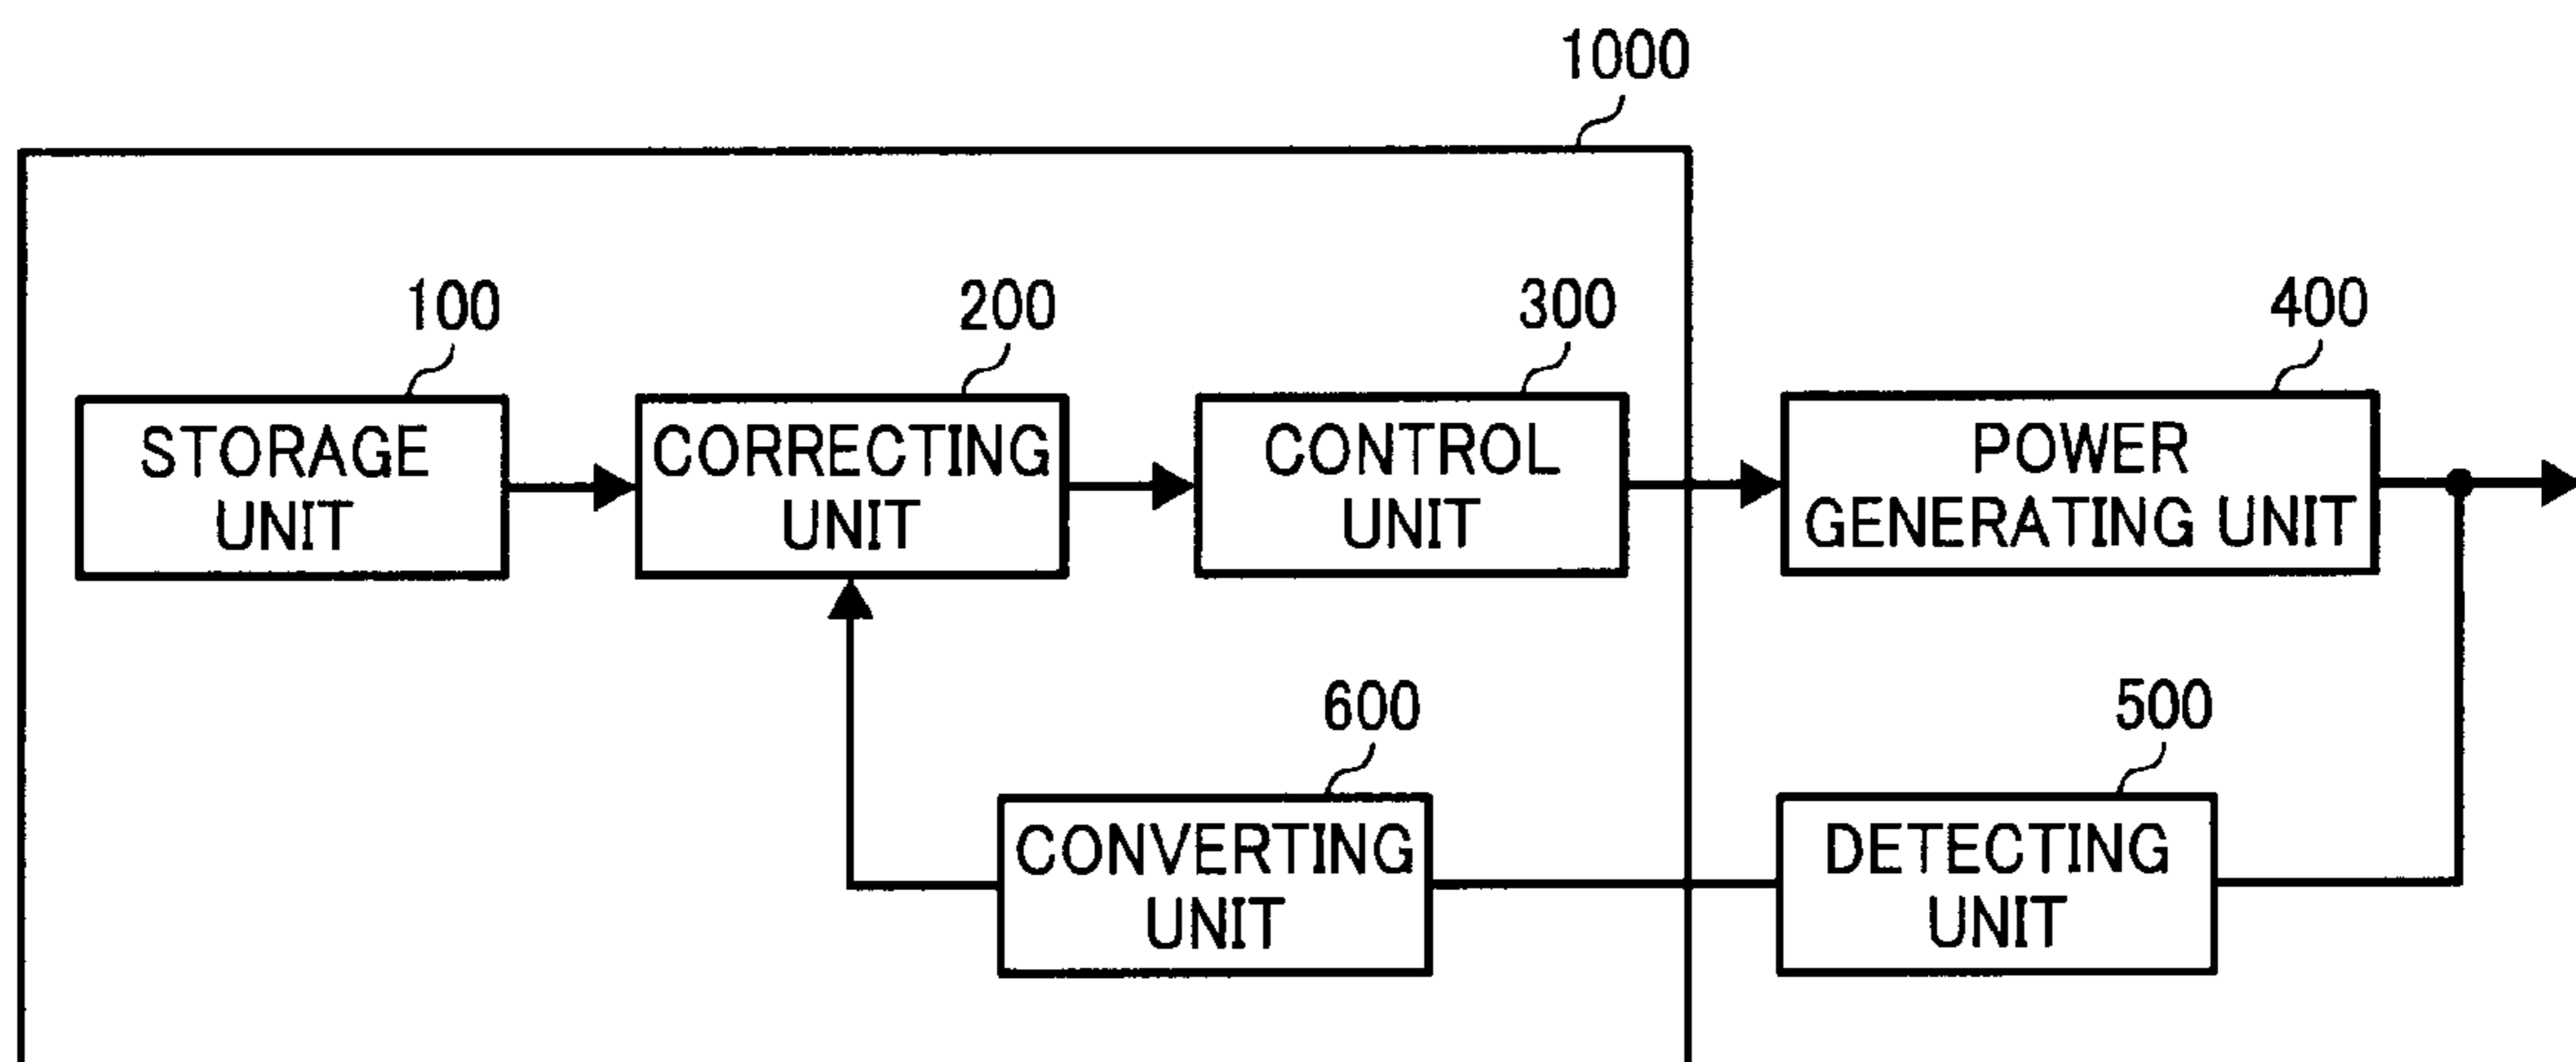 1000
100
200
300
400
STORAGE
UNIT
CORRECTING
UNIT
CONTROL
UNIT
POWER
GENERATING UNIT
600
500
CONVERTING
UNIT
DETECTING
UNIT